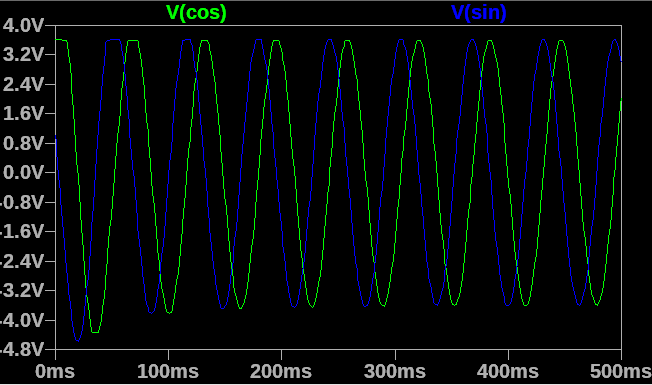 V(cos) V(sin)
4.0V
3.2V
2.4V
1.6V
0.8V
0.0V
-0.8V
-1.6V
-2.4V
-3.2V
-4.0V
-4.8V
0ms 100ms 200ms 300ms 400ms 500ms